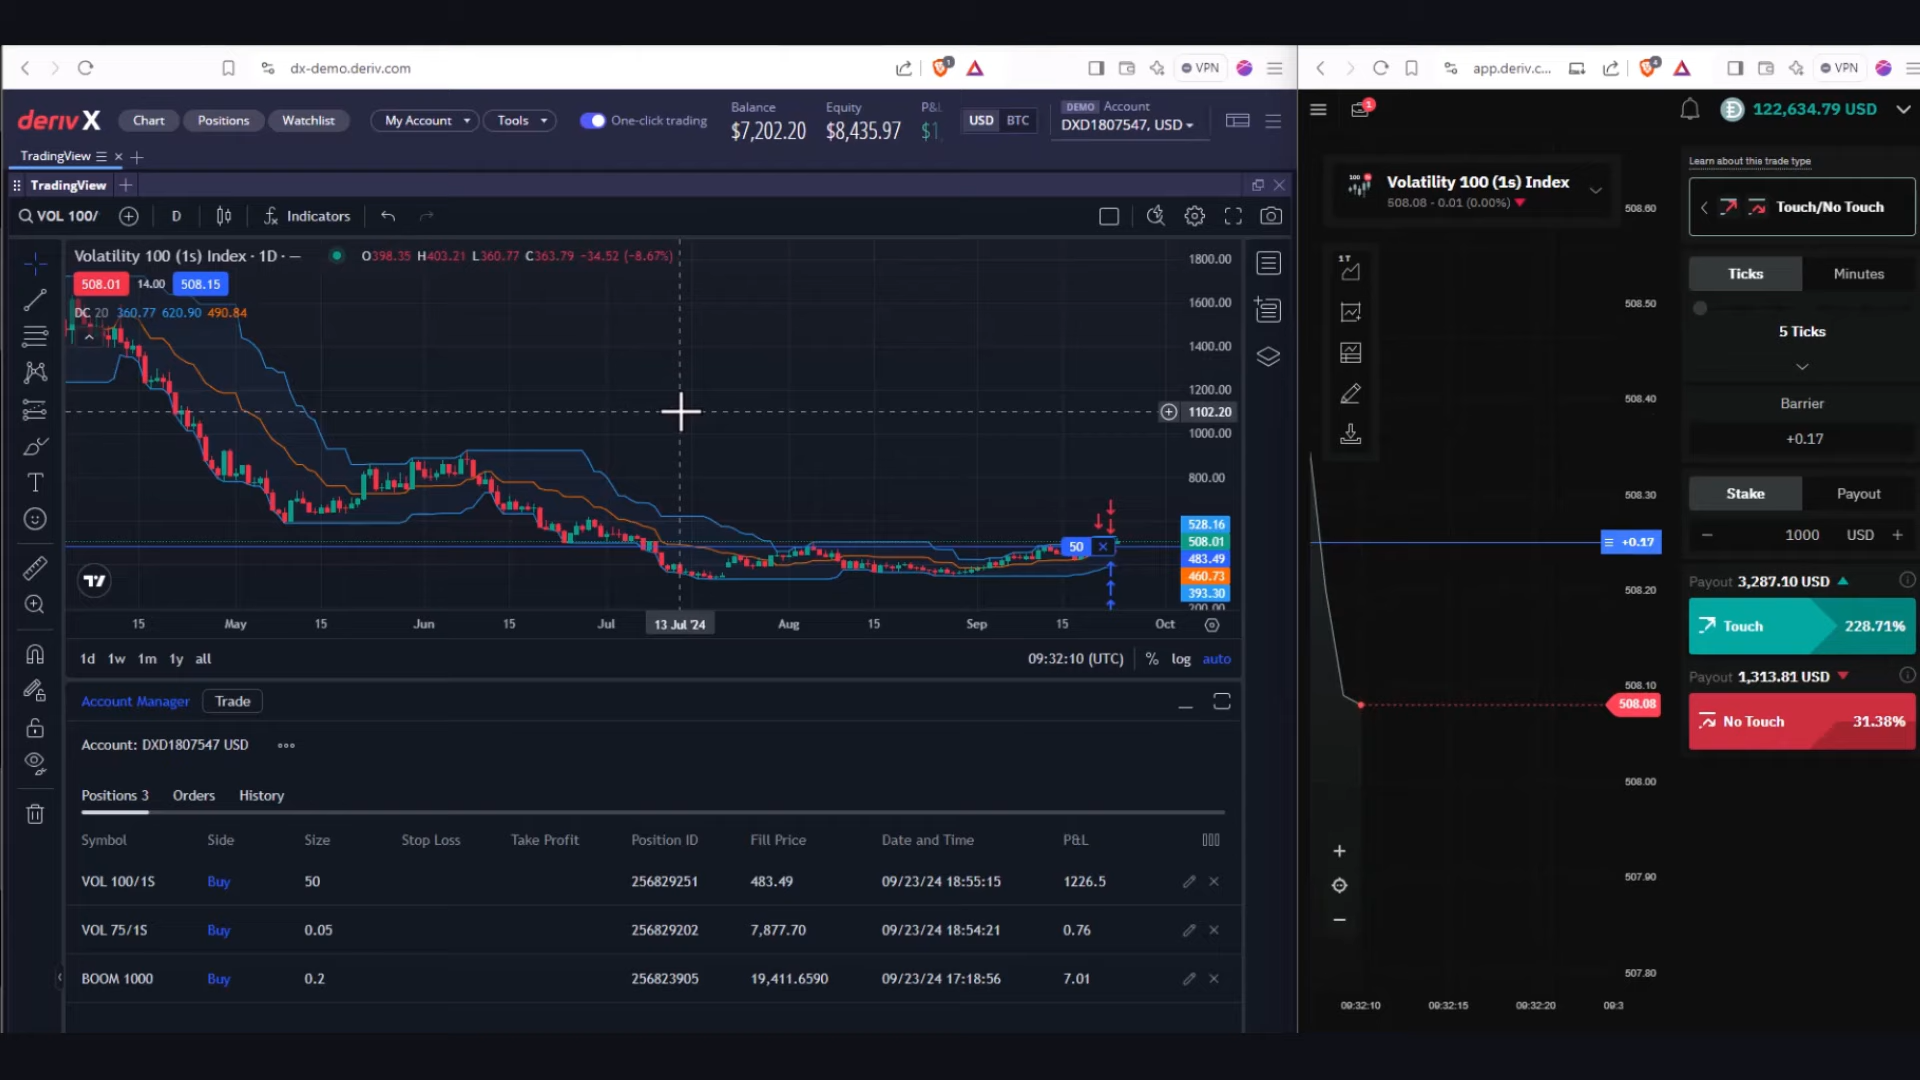 dx-demo.deriv.com
1
VPN
deriv X
Chart
Positions
Watchlist
My Account
Tools
One-click trading
Balance
$7,202.20
Equity
$8,435.97
P&L
$1,
USD
BTC
DEMO Account
DXD1807547, USD
TradingView
TradingView
VOL 100/
D
Indicators
Volatility 100 (1s) Index · 1D · —
O398.35 H403.21 L360.77 C363.79 -34.52 (-8.67%)
508.01
14.00
508.15
DC 20 360.77 620.90 490.84
1800.00
1600.00
1400.00
1200.00
1102.20
1000.00
800.00
528.16
508.01
483.49
460.73
393.30
200.00
50
15
May
15
Jun
15
Jul
13 Jul '24
Aug
15
Sep
15
Oct
1d 1w 1m 1y all
09:32:10 (UTC)
% log auto
Account Manager
Trade
Account: DXD1807547 USD
Positions 3
Orders
History
Symbol Side Size Stop Loss Take Profit Position ID Fill Price Date and Time P&L
VOL 100/1S Buy 50 256829251 483.49 09/23/24 18:55:15 1226.5
VOL 75/1S Buy 0.05 256829202 7,877.70 09/23/24 18:54:21 0.76
BOOM 1000 Buy 0.2 256823905 19,411.6590 09/23/24 17:18:56 7.01
app.deriv.c...
4
VPN
1
122,634.79 USD
100
Volatility 100 (1s) Index
508.08 - 0.01 (0.00%)
1T
508.60
508.50
508.40
508.30
+0.17
508.20
508.10
508.08
508.00
507.90
507.80
09:32:10
09:32:15
09:32:20
09:3
Learn about this trade type
Touch/No Touch
Ticks
Minutes
5 Ticks
Barrier
+0.17
Stake
Payout
− 1000 USD +
Payout 3,287.10 USD
Touch 228.71%
Payout 1,313.81 USD
No Touch 31.38%